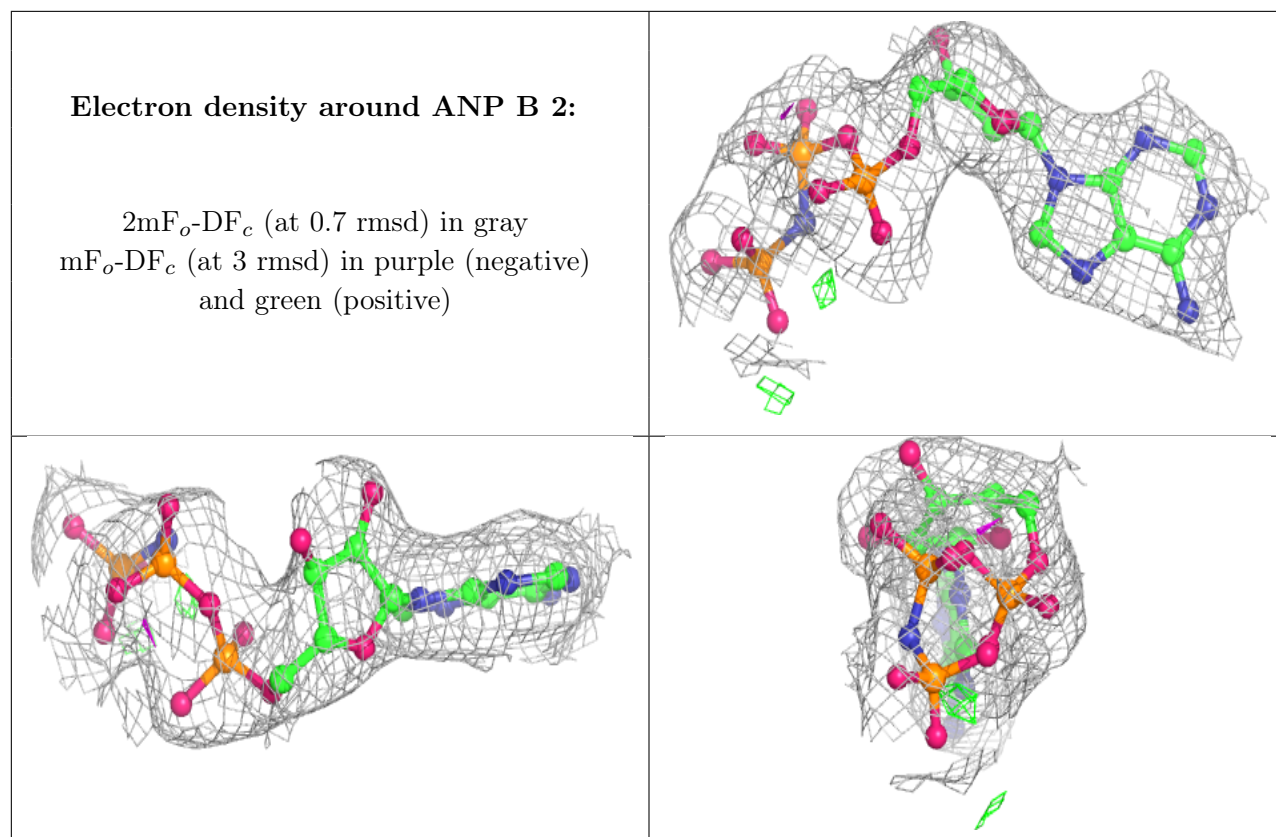 Electron density around ANP B 2:
2mFo-DFc (at 0.7 rmsd) in gray
mFo-DFc (at 3 rmsd) in purple (negative)
and green (positive)